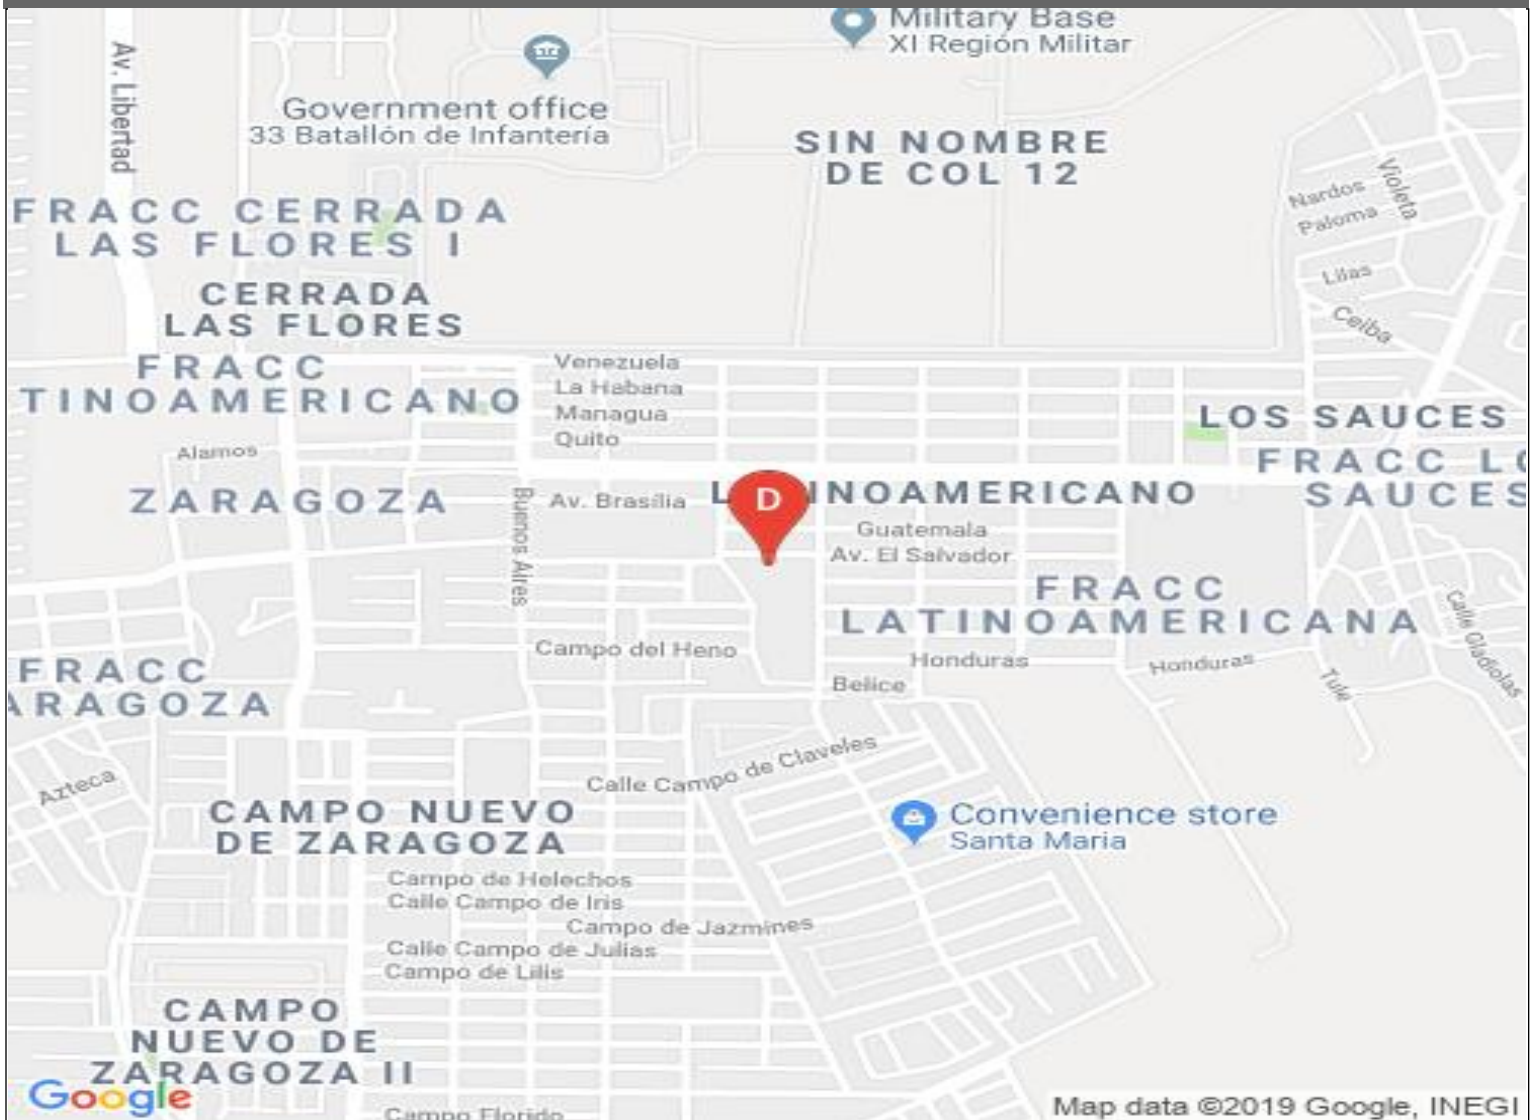 Military Base
XI Región Militar
Av. Libertad
Government office
33 Batallón de Infantería
SIN NOMBRE
DE COL 12
Violeta
Nardos
Paloma
FRACC CERRADA
LAS FLORES I
Lilas
CERRADA
LAS FLORES
Ceiba
FRACC
TINOAMERICANO
Venezuela
La Habana
Managua
Quito
LOS SAUCES
Alamos
FRACC LO
SAUCES
ZARAGOZA
Buenos Aires
Av. Brasília
D
L INOAMERICANO
Guatemala
Av. El Salvador
FRACC
LATINOAMERICANA
Calle Gladiolas
Campo del Heno
Honduras
Honduras
FRACC
ARAGOZA
Belice
Tule
Calle Campo de Claveles
Azteca
CAMPO NUEVO
DE ZARAGOZA
Convenience store
Santa Maria
Campo de Helechos
Calle Campo de Iris
Campo de Jazmines
Calle Campo de Julias
Campo de Lilis
CAMPO
NUEVO DE
ZARAGOZA II
Google
Campo Florido
Map data ©2019 Google, INEGI